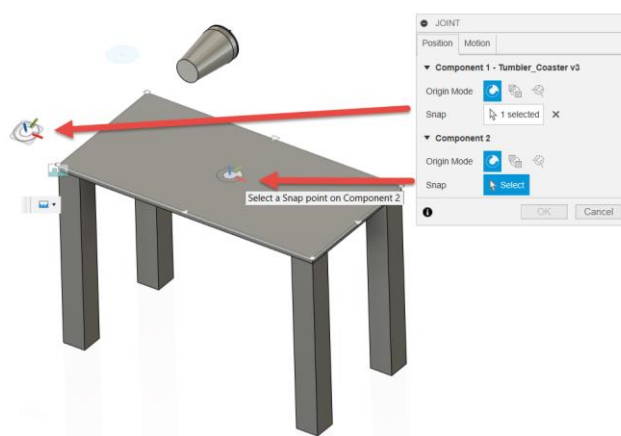 JOINT
Position Motion
Component 1 - Tumbler_Coaster v3
Origin Mode
Snap 1 selected
Component 2
Origin Mode
Snap Select
Select a Snap point on Component 2
OK Cancel